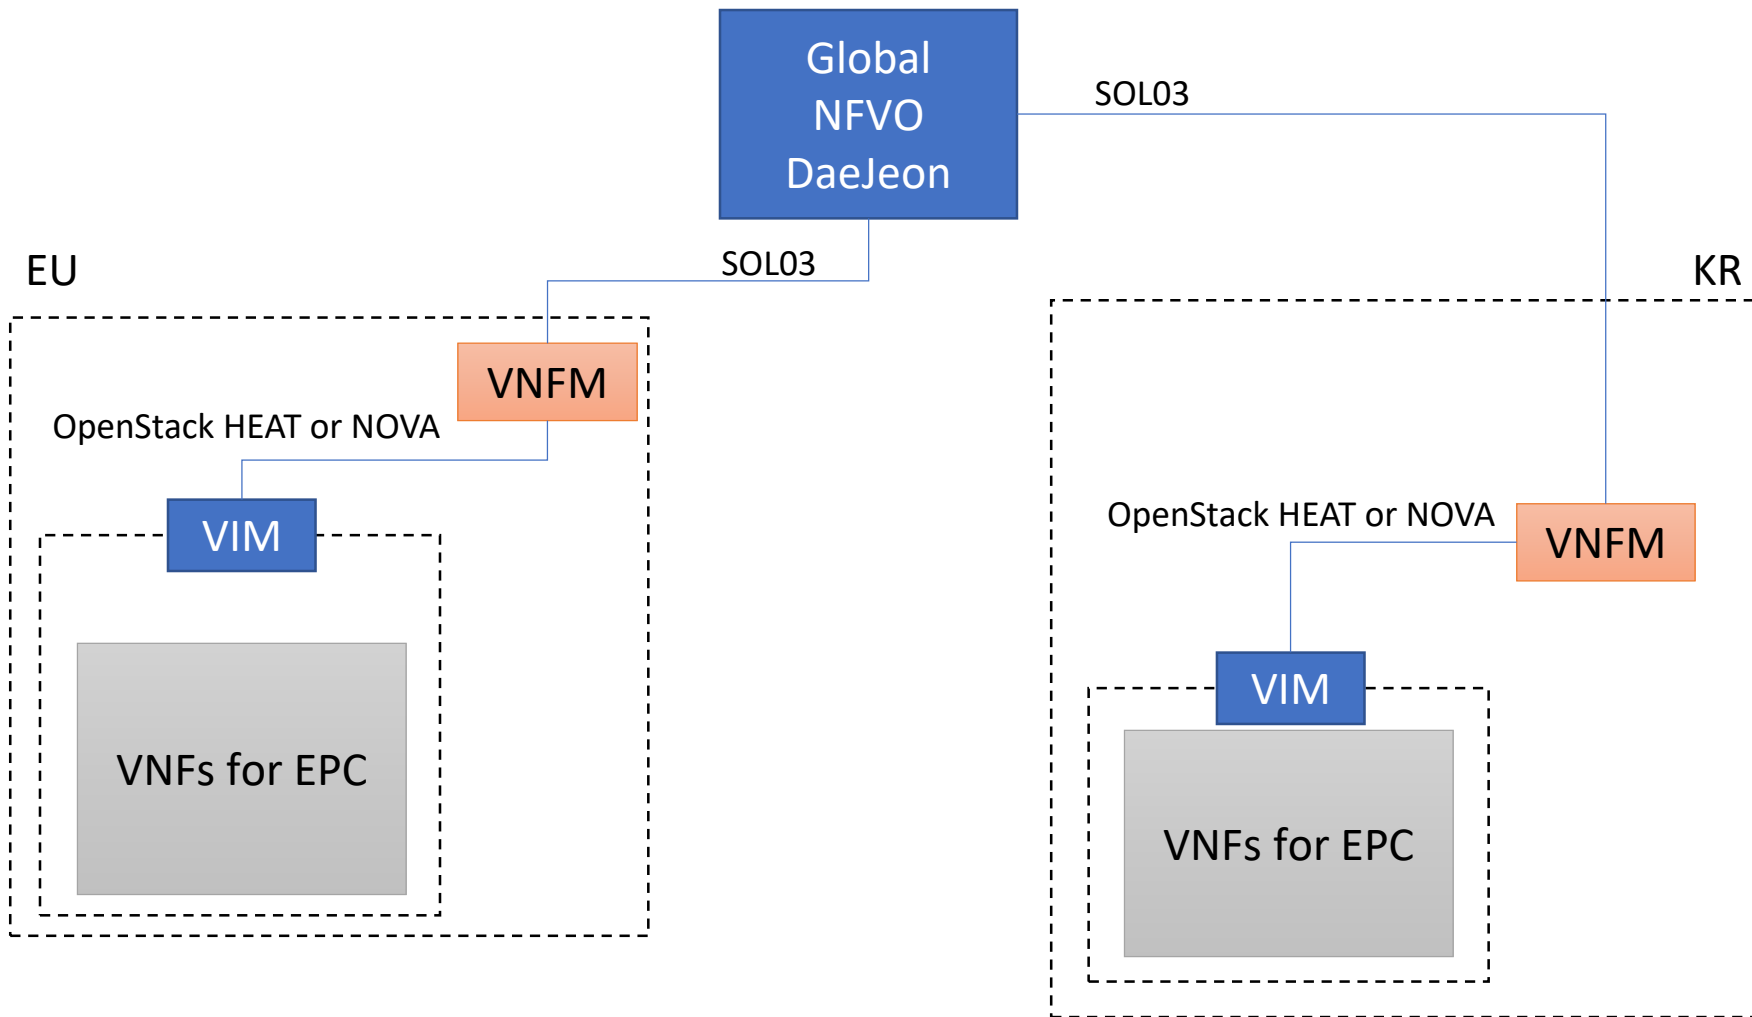 Global
NFVO
DaeJeon
SOL03
SOL03
EU
KR
VNFM
OpenStack HEAT or NOVA
VIM
VNFs for EPC
OpenStack HEAT or NOVA
VNFM
VIM
VNFs for EPC